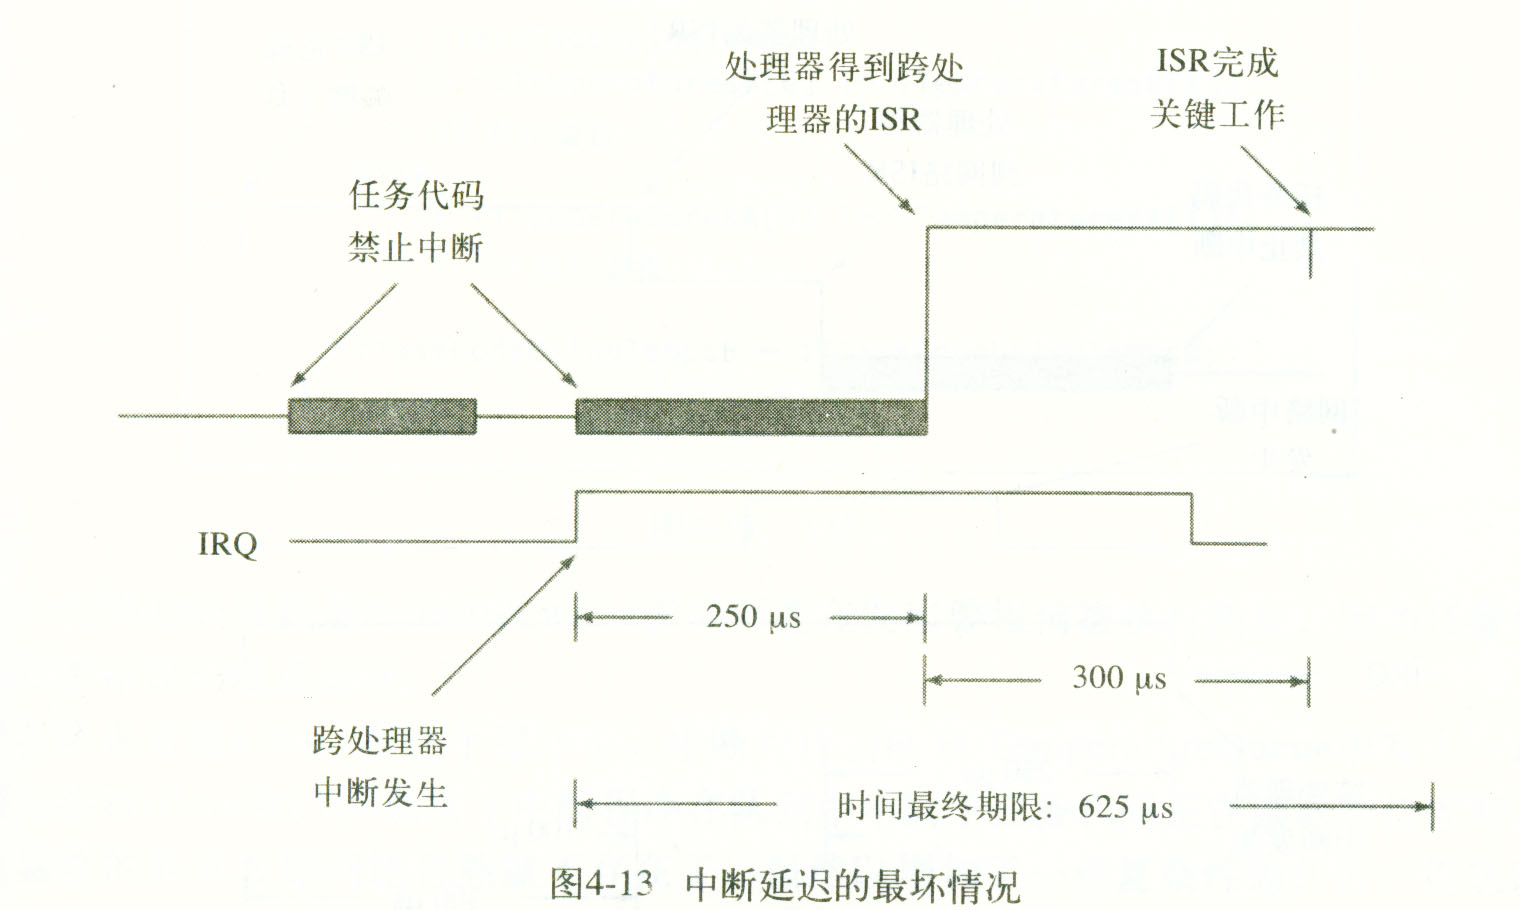 处理器得到跨处
理器的ISR
ISR完成
关键工作
任务代码
禁止中断
IRQ
250 μs
300 μs
跨处理器
中断发生
时间最终期限: 625 μs
图4-13 中断延迟的最坏情况